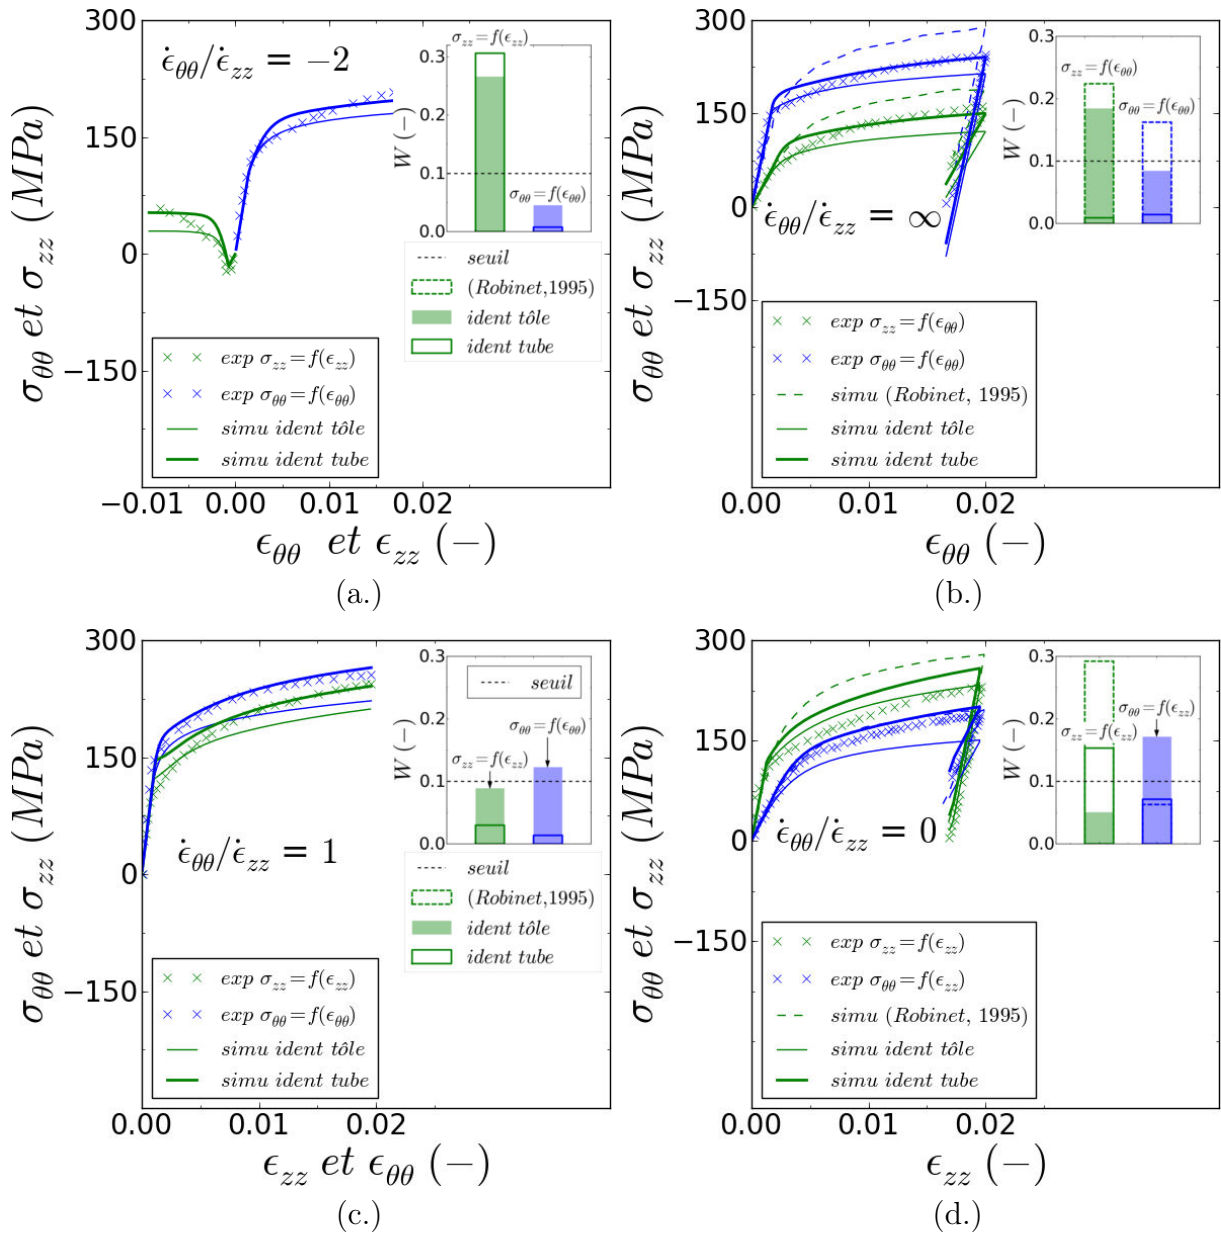 300
150
0
−150
σθθ et σzz (MPa)
ϵ̇θθ/ϵ̇zz = −2
σzz=f(ϵzz)
0.3
0.2
0.1
0.0
W (−)
σθθ=f(ϵθθ)
seuil
(Robinet,1995)
ident tôle
ident tube
exp σzz=f(ϵzz)
exp σθθ=f(ϵθθ)
simu ident tôle
simu ident tube
−0.01 0.00 0.01 0.02
ϵθθ et ϵzz (−)
(a.)
300
150
0
−150
σθθ et σzz (MPa)
ϵ̇θθ/ϵ̇zz = ∞
0.3
0.2
0.1
0.0
W (−)
σzz=f(ϵθθ)
σθθ=f(ϵθθ)
exp σzz=f(ϵθθ)
exp σθθ=f(ϵθθ)
simu (Robinet, 1995)
simu ident tôle
simu ident tube
0.00 0.01 0.02
ϵθθ (−)
(b.)
300
150
0
−150
σθθ et σzz (MPa)
ϵ̇θθ/ϵ̇zz = 1
0.3
0.2
0.1
0.0
W (−)
seuil
σθθ=f(ϵθθ)
σzz=f(ϵzz)
seuil
(Robinet,1995)
ident tôle
ident tube
exp σzz=f(ϵzz)
exp σθθ=f(ϵθθ)
simu ident tôle
simu ident tube
0.00 0.01 0.02
ϵzz et ϵθθ (−)
(c.)
300
150
0
−150
σθθ et σzz (MPa)
ϵ̇θθ/ϵ̇zz = 0
0.3
0.2
0.1
0.0
W (−)
σθθ=f(ϵzz)
σzz=f(ϵzz)
exp σzz=f(ϵzz)
exp σθθ=f(ϵzz)
simu (Robinet, 1995)
simu ident tôle
simu ident tube
0.00 0.01 0.02
ϵzz (−)
(d.)